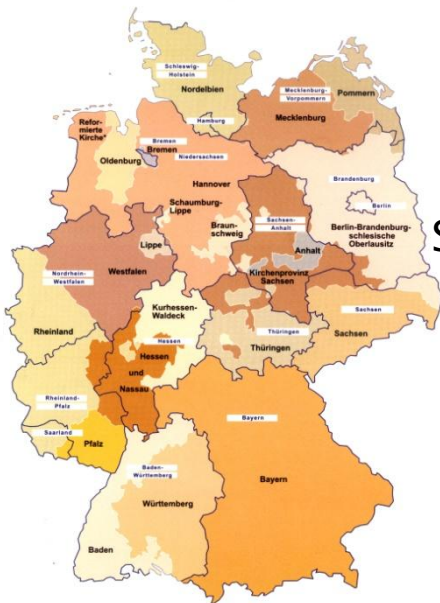 Schleswig-
Holstein
Nordelbien
Hamburg
Mecklenburg-
Vorpommern
Pommern
Mecklenburg
Refor-
mierte
Kirche*
Oldenburg
Bremen
Bremen
Niedersachsen
Hannover
Schaumburg-
Lippe
Braun-
schweig
Lippe
Brandenburg
Berlin
Berlin-Brandenburg-
schlesische
Oberlausitz
S
Sachsen-
Anhalt
Anhalt
Kirchenprovinz
Sachsen
Westfalen
Nordrhein-
Westfalen
Rheinland
Kurhessen-
Waldeck
Hessen
Hessen
und
Nassau
Thüringen
Thüringen
Sachsen
Sachsen
Rheinland-
Pfalz
Saarland
Pfalz
Bayern
Bayern
Baden-
Württemberg
Württemberg
Baden